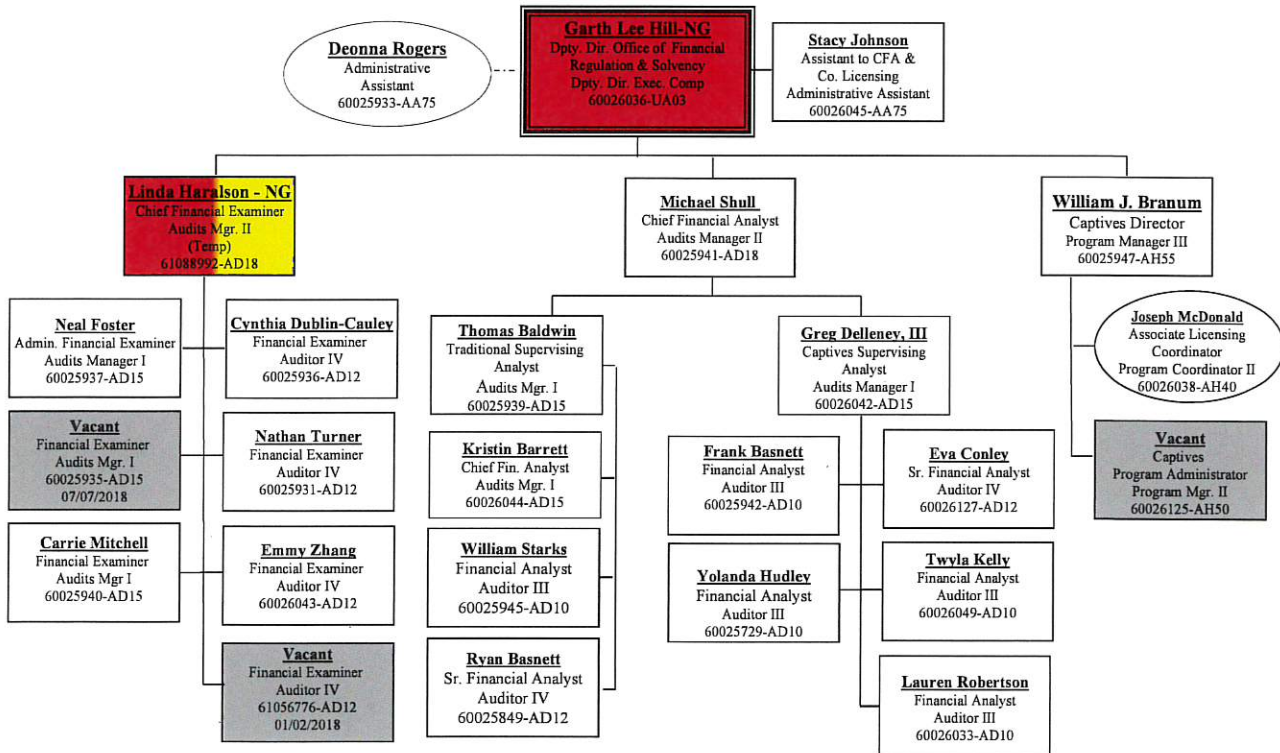 Deonna Rogers
Administrative
Assistant
60025933-AA75
Garth Lee Hill-NG
Dpty. Dir. Office of Financial
Regulation & Solvency
Dpty. Dir. Exec. Comp
60026036-UA03
Stacy Johnson
Assistant to CFA &
Co. Licensing
Administrative Assistant
60026045-AA75
Linda Haralson - NG
Chief Financial Examiner
Audits Mgr. II
(Temp)
61088992-AD18
Michael Shull
Chief Financial Analyst
Audits Manager II
60025941-AD18
William J. Branum
Captives Director
Program Manager III
60025947-AH55
Neal Foster
Admin. Financial Examiner
Audits Manager I
60025937-AD15
Cynthia Dublin-Cauley
Financial Examiner
Auditor IV
60025936-AD12
Vacant
Financial Examiner
Audits Mgr. I
60025935-AD15
07/07/2018
Nathan Turner
Financial Examiner
Auditor IV
60025931-AD12
Carrie Mitchell
Financial Examiner
Audits Mgr I
60025940-AD15
Emmy Zhang
Financial Examiner
Auditor IV
60026043-AD12
Vacant
Financial Examiner
Auditor IV
61056776-AD12
01/02/2018
Thomas Baldwin
Traditional Supervising
Analyst
Audits Mgr. I
60025939-AD15
Kristin Barrett
Chief Fin. Analyst
Audits Mgr. I
60026044-AD15
William Starks
Financial Analyst
Auditor III
60025945-AD10
Ryan Basnett
Sr. Financial Analyst
Auditor IV
60025849-AD12
Greg Delleney, III
Captives Supervising
Analyst
Audits Manager I
60026042-AD15
Frank Basnett
Financial Analyst
Auditor III
60025942-AD10
Eva Conley
Sr. Financial Analyst
Auditor IV
60026127-AD12
Yolanda Hudley
Financial Analyst
Auditor III
60025729-AD10
Twyla Kelly
Financial Analyst
Auditor III
60026049-AD10
Lauren Robertson
Financial Analyst
Auditor III
60026033-AD10
Joseph McDonald
Associate Licensing
Coordinator
Program Coordinator II
60026038-AH40
Vacant
Captives
Program Administrator
Program Mgr. II
60026125-AH50